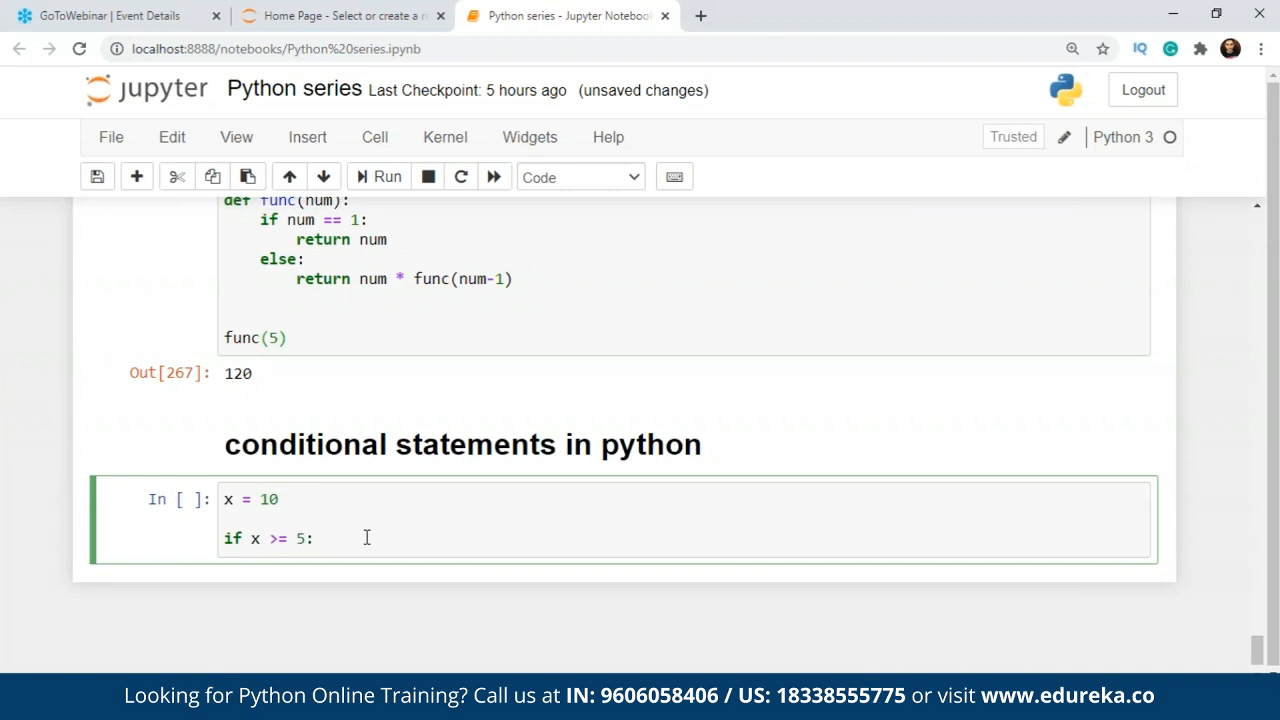 GoToWebinar | Event Details
Home Page - Select or create a n
Python series - Jupyter Noteboo
localhost:8888/notebooks/Python%20series.ipynb
IQ
jupyter Python series Last Checkpoint: 5 hours ago (unsaved changes)
Logout
File Edit View Insert Cell Kernel Widgets Help
Trusted
Python 3
Run
Code
def func(num):
if num == 1:
return num
else:
return num * func(num-1)
func(5)
Out[267]: 120
conditional statements in python
In [ ]: x = 10
if x >= 5:
Looking for Python Online Training? Call us at IN: 9606058406 / US: 18338555775 or visit www.edureka.co